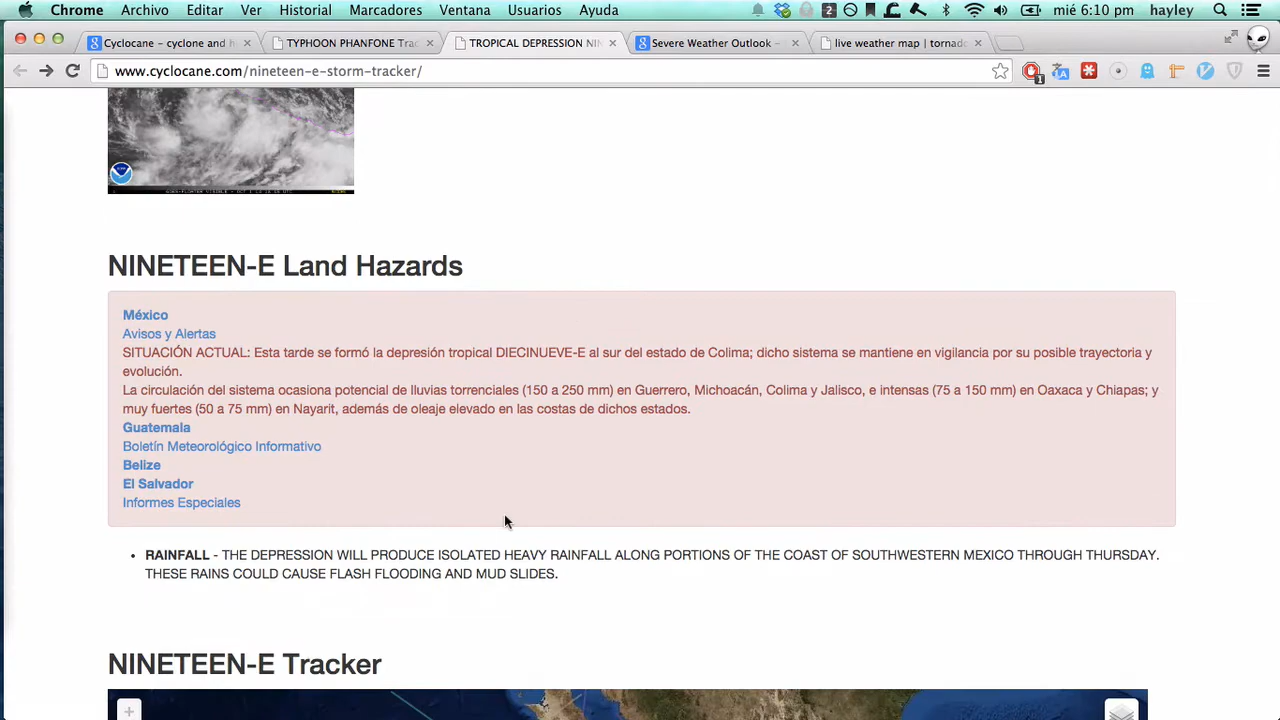 Chrome Archivo Editar Ver Historial Marcadores Ventana Usuarios Ayuda 2 mié 6:10 pm hayley
Cyclocane – cyclone and h
TYPHOON PHANFONE Trac
TROPICAL DEPRESSION NIN
Severe Weather Outlook –
live weather map | tornado
www.cyclocane.com/nineteen-e-storm-tracker/
1
NINETEEN-E Land Hazards
México
Avisos y Alertas
SITUACIÓN ACTUAL: Esta tarde se formó la depresión tropical DIECINUEVE-E al sur del estado de Colima; dicho sistema se mantiene en vigilancia por su posible trayectoria y
evolución.
La circulación del sistema ocasiona potencial de lluvias torrenciales (150 a 250 mm) en Guerrero, Michoacán, Colima y Jalisco, e intensas (75 a 150 mm) en Oaxaca y Chiapas; y
muy fuertes (50 a 75 mm) en Nayarit, además de oleaje elevado en las costas de dichos estados.
Guatemala
Boletín Meteorológico Informativo
Belize
El Salvador
Informes Especiales
• RAINFALL - THE DEPRESSION WILL PRODUCE ISOLATED HEAVY RAINFALL ALONG PORTIONS OF THE COAST OF SOUTHWESTERN MEXICO THROUGH THURSDAY.
THESE RAINS COULD CAUSE FLASH FLOODING AND MUD SLIDES.
NINETEEN-E Tracker
+